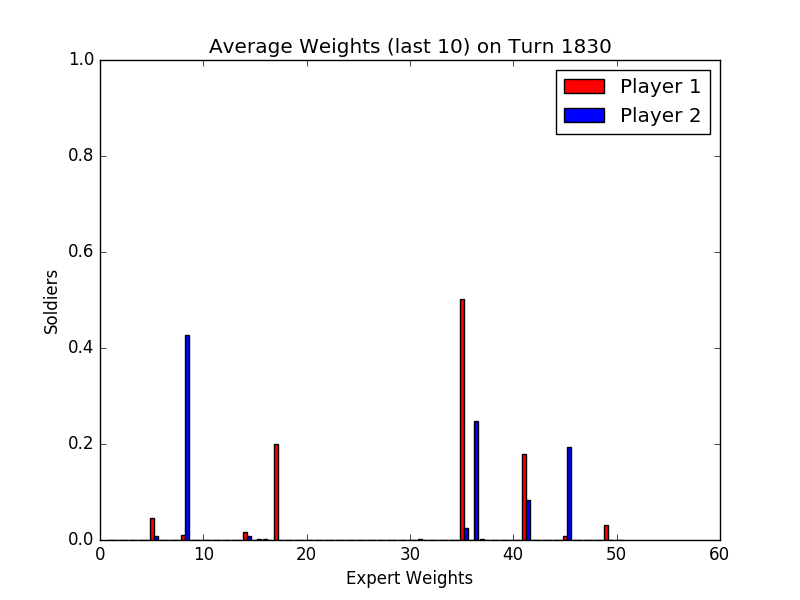 Average Weights (last 10) on Turn 1830
1.0
Player 1
Player 2
0.8
0.6
Soldiers
0.4
0.2
0.0
0 10 20 30 40 50 60
Expert Weights